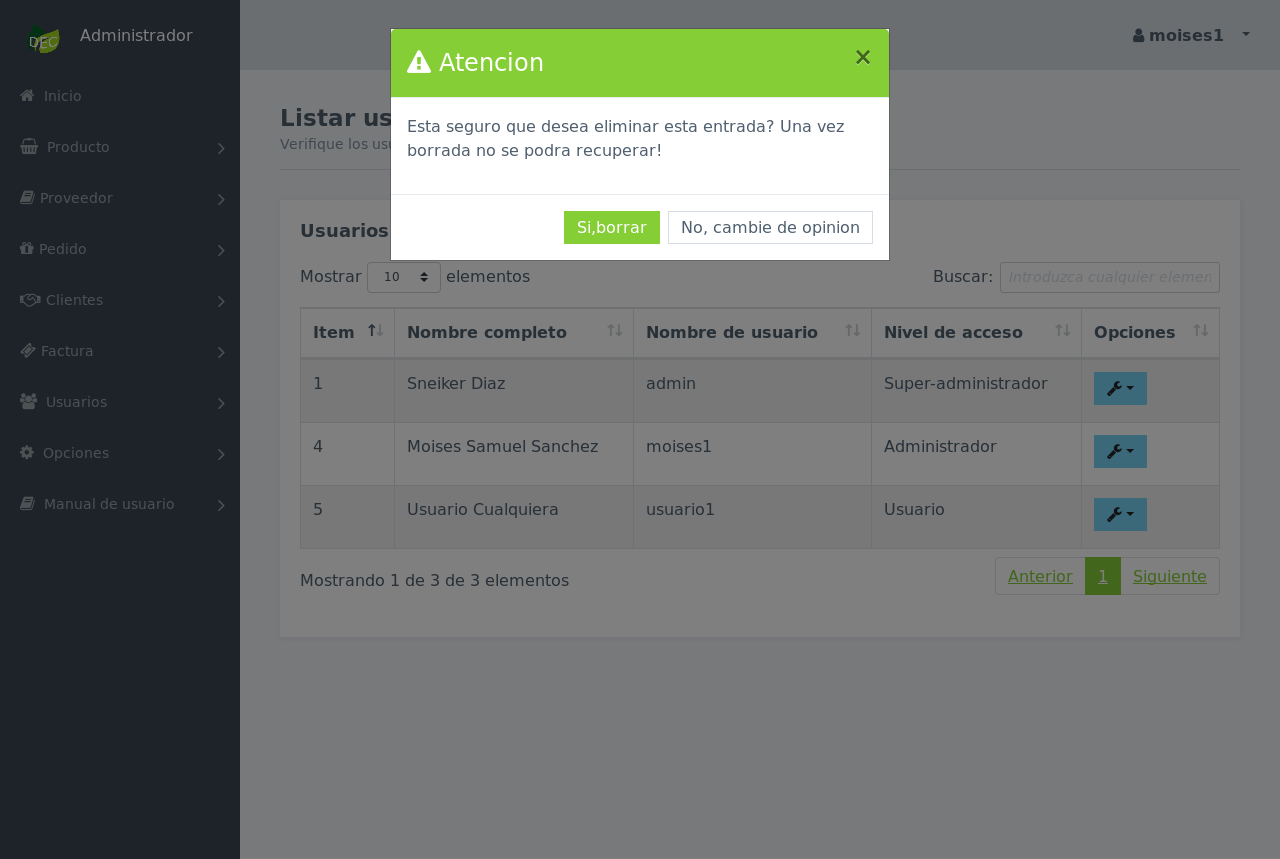 DEC
Administrador
moises1
Inicio
Producto
Proveedor
Pedido
Clientes
Factura
Usuarios
Opciones
Manual de usuario
Atencion
×
Esta seguro que desea eliminar esta entrada? Una vez
borrada no se podra recuperar!
Si,borrar
No, cambie de opinion
Listar us
Verifique los usu
Usuarios
Mostrar 10 elementos
Buscar: Introduzca cualquier elemen
Item Nombre completo Nombre de usuario Nivel de acceso Opciones
1 Sneiker Diaz admin Super-administrador
4 Moises Samuel Sanchez moises1 Administrador
5 Usuario Cualquiera usuario1 Usuario
Mostrando 1 de 3 de 3 elementos
Anterior 1 Siguiente